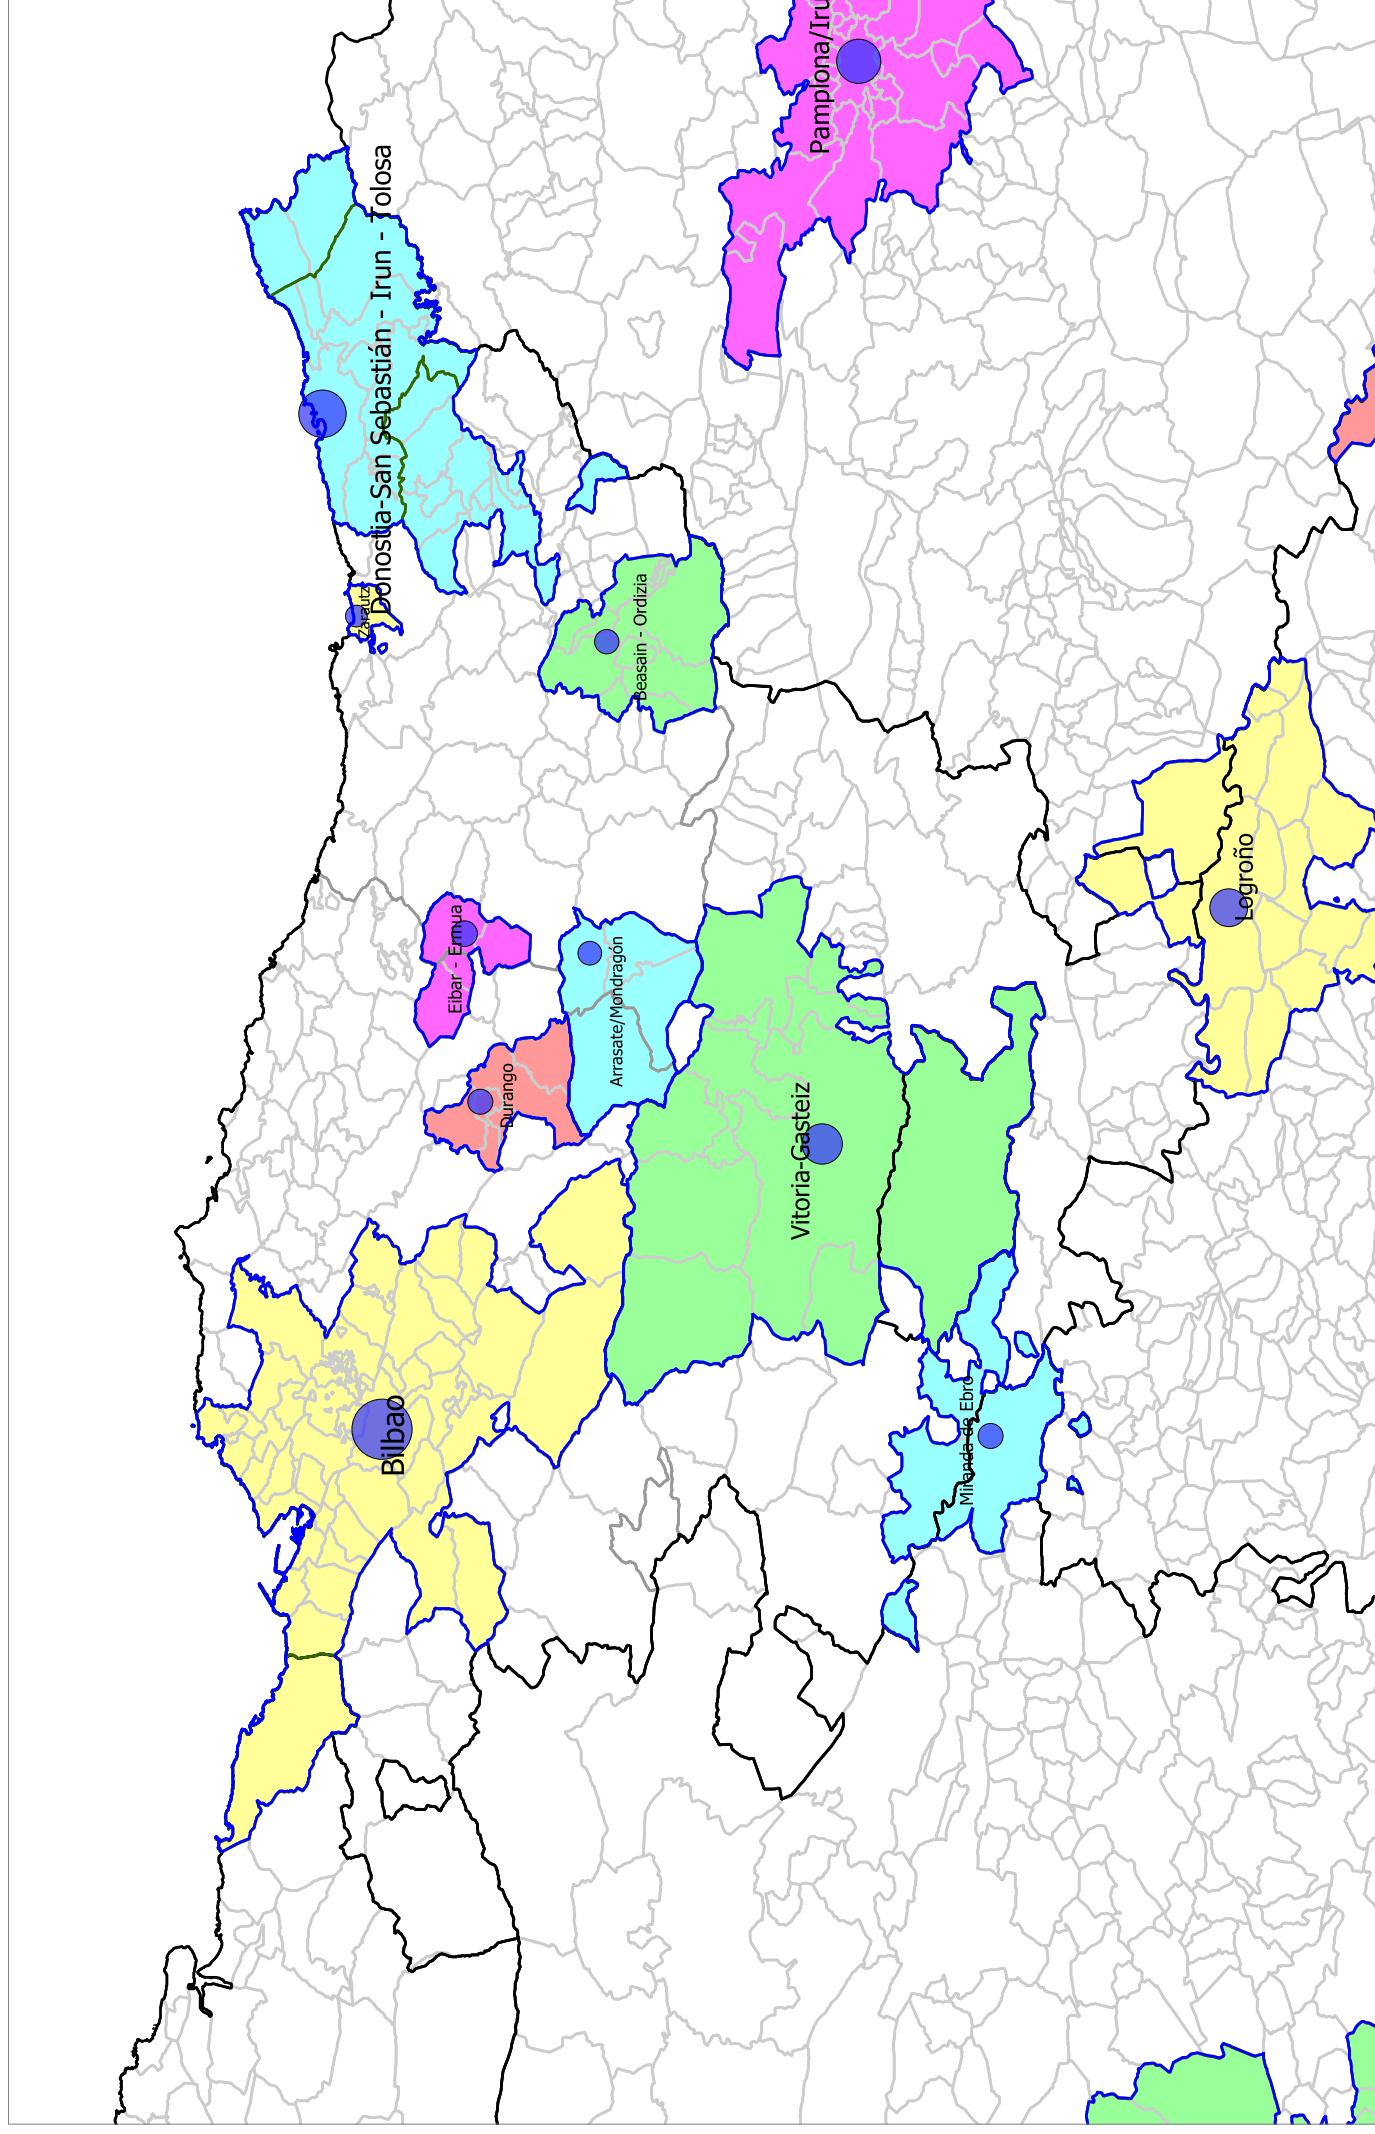 Bilbao
Durango
Eibar - Ermua
Arrasate/Mondragón
Zarautz
Donostia-San Sebastián - Irun - Tolosa
Beasain - Ordizia
Vitoria-Gasteiz
Miranda de Ebro
Logroño
Pamplona/Iru